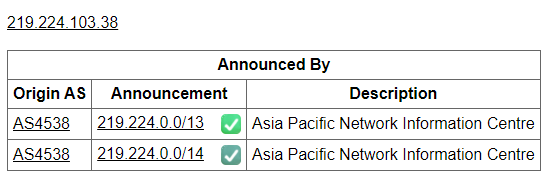 219.224.103.38
Announced By
Origin AS Announcement Description
AS4538 219.224.0.0/13 Asia Pacific Network Information Centre
AS4538 219.224.0.0/14 Asia Pacific Network Information Centre